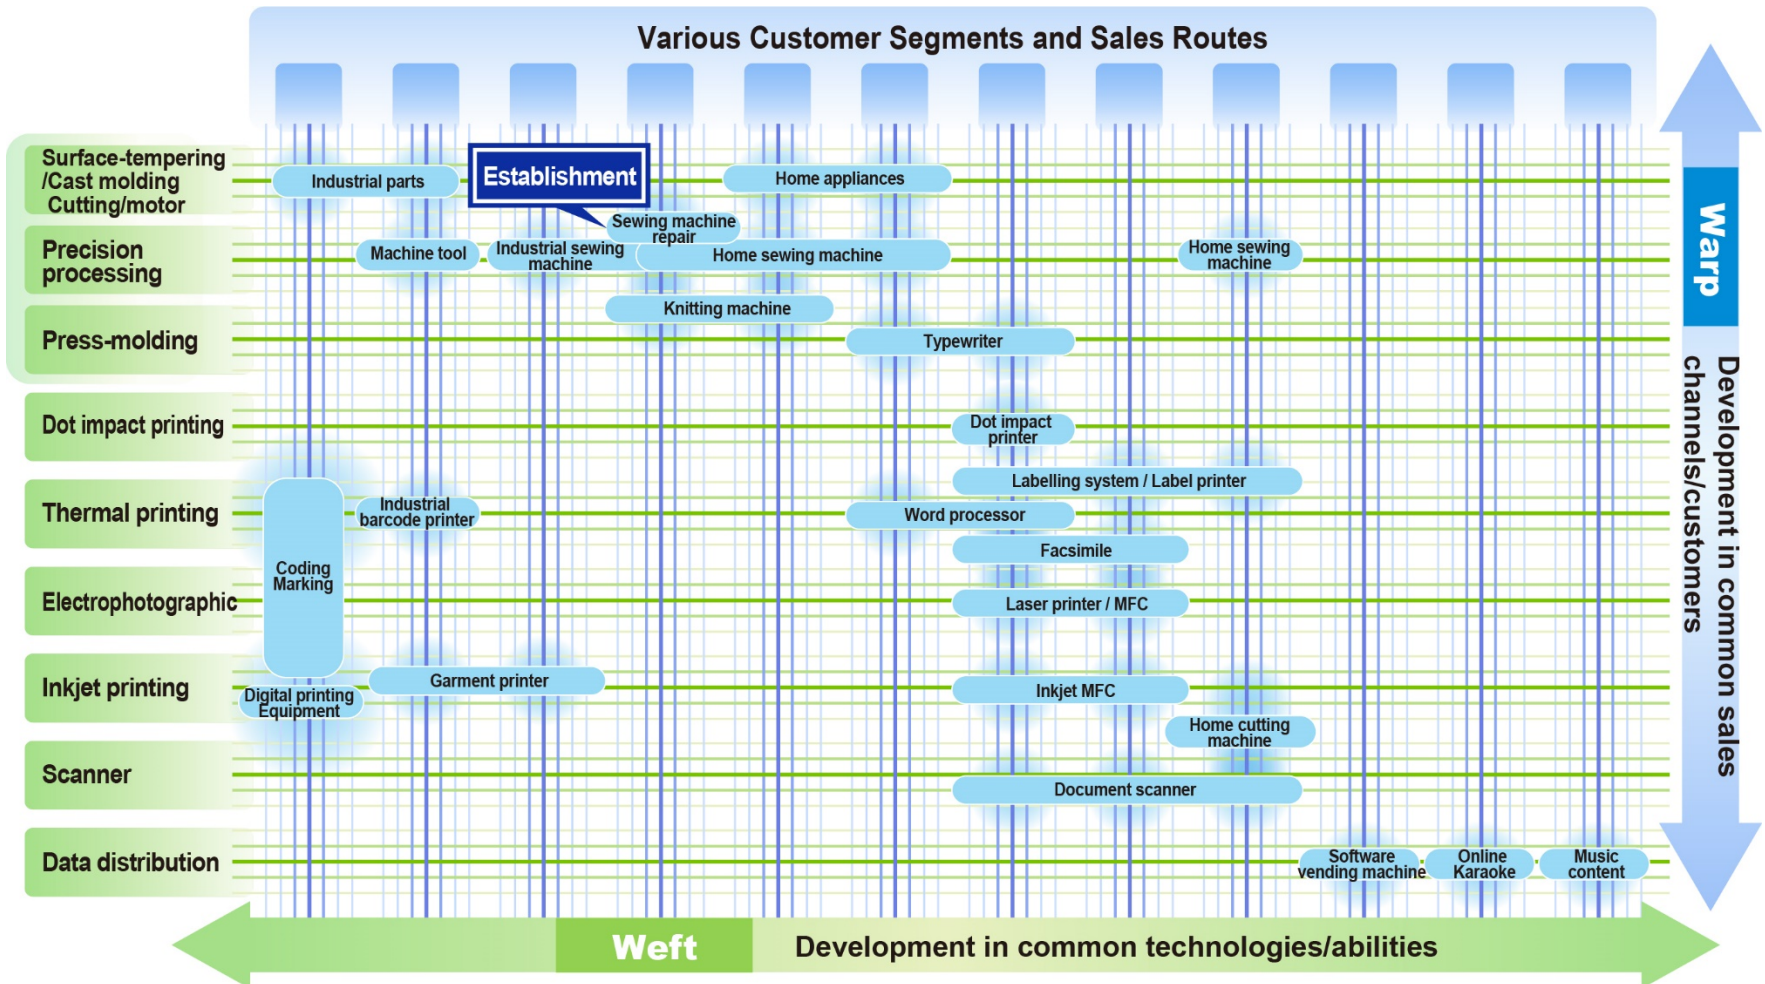 Various Customer Segments and Sales Routes
Surface-tempering
/Cast molding
Cutting/motor
Industrial parts
Establishment
Home appliances
Sewing machine
repair
Precision
processing
Machine tool
Industrial sewing
machine
Home sewing machine
Home sewing
machine
Knitting machine
Press-molding
Typewriter
Dot impact printing
Dot impact
printer
Labelling system / Label printer
Thermal printing
Industrial
barcode printer
Word processor
Facsimile
Coding
Marking
Electrophotographic
Laser printer / MFC
Inkjet printing
Digital printing
Equipment
Garment printer
Inkjet MFC
Home cutting
machine
Scanner
Document scanner
Data distribution
Software
vending machine
Online
Karaoke
Music
content
Warp
Development in common sales
channels/customers
Weft
Development in common technologies/abilities